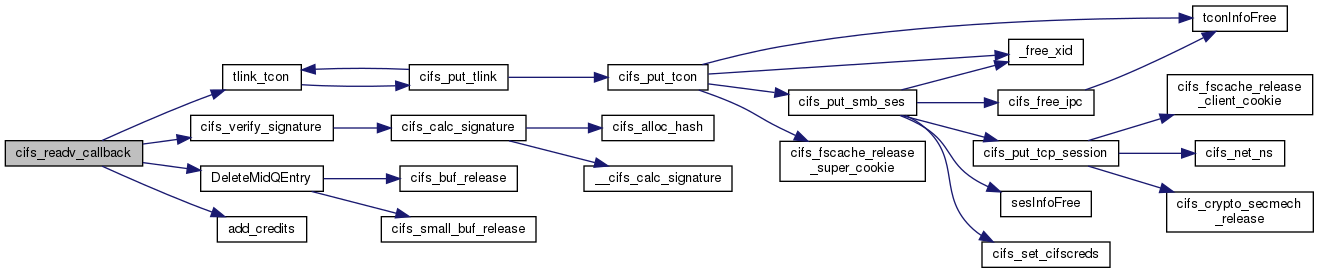 cifs_readv_callback
tlink_tcon
cifs_verify_signature
DeleteMidQEntry
add_credits
cifs_put_tlink
cifs_calc_signature
cifs_buf_release
cifs_small_buf_release
cifs_put_tcon
cifs_alloc_hash
__cifs_calc_signature
cifs_put_smb_ses
cifs_fscache_release
_super_cookie
tconInfoFree
_free_xid
cifs_free_ipc
cifs_put_tcp_session
sesInfoFree
cifs_set_cifscreds
cifs_fscache_release
_client_cookie
cifs_net_ns
cifs_crypto_secmech
_release